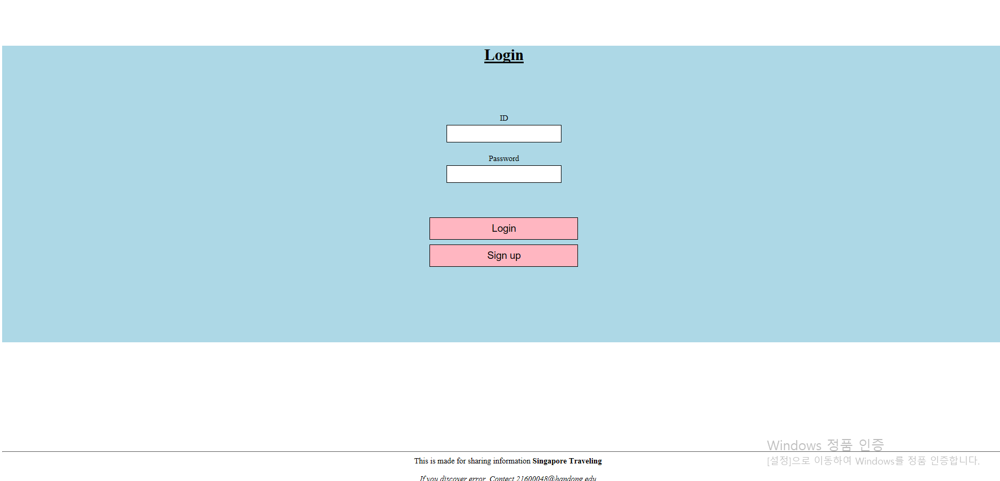 Login
ID
Password
Login
Sign up
Windows 정품 인증
This is made for sharing information Singapore Traveling
[설정]으로 이동하여 Windows를 정품 인증합니다.
If you discover error, Contect 21600048@handong.edu